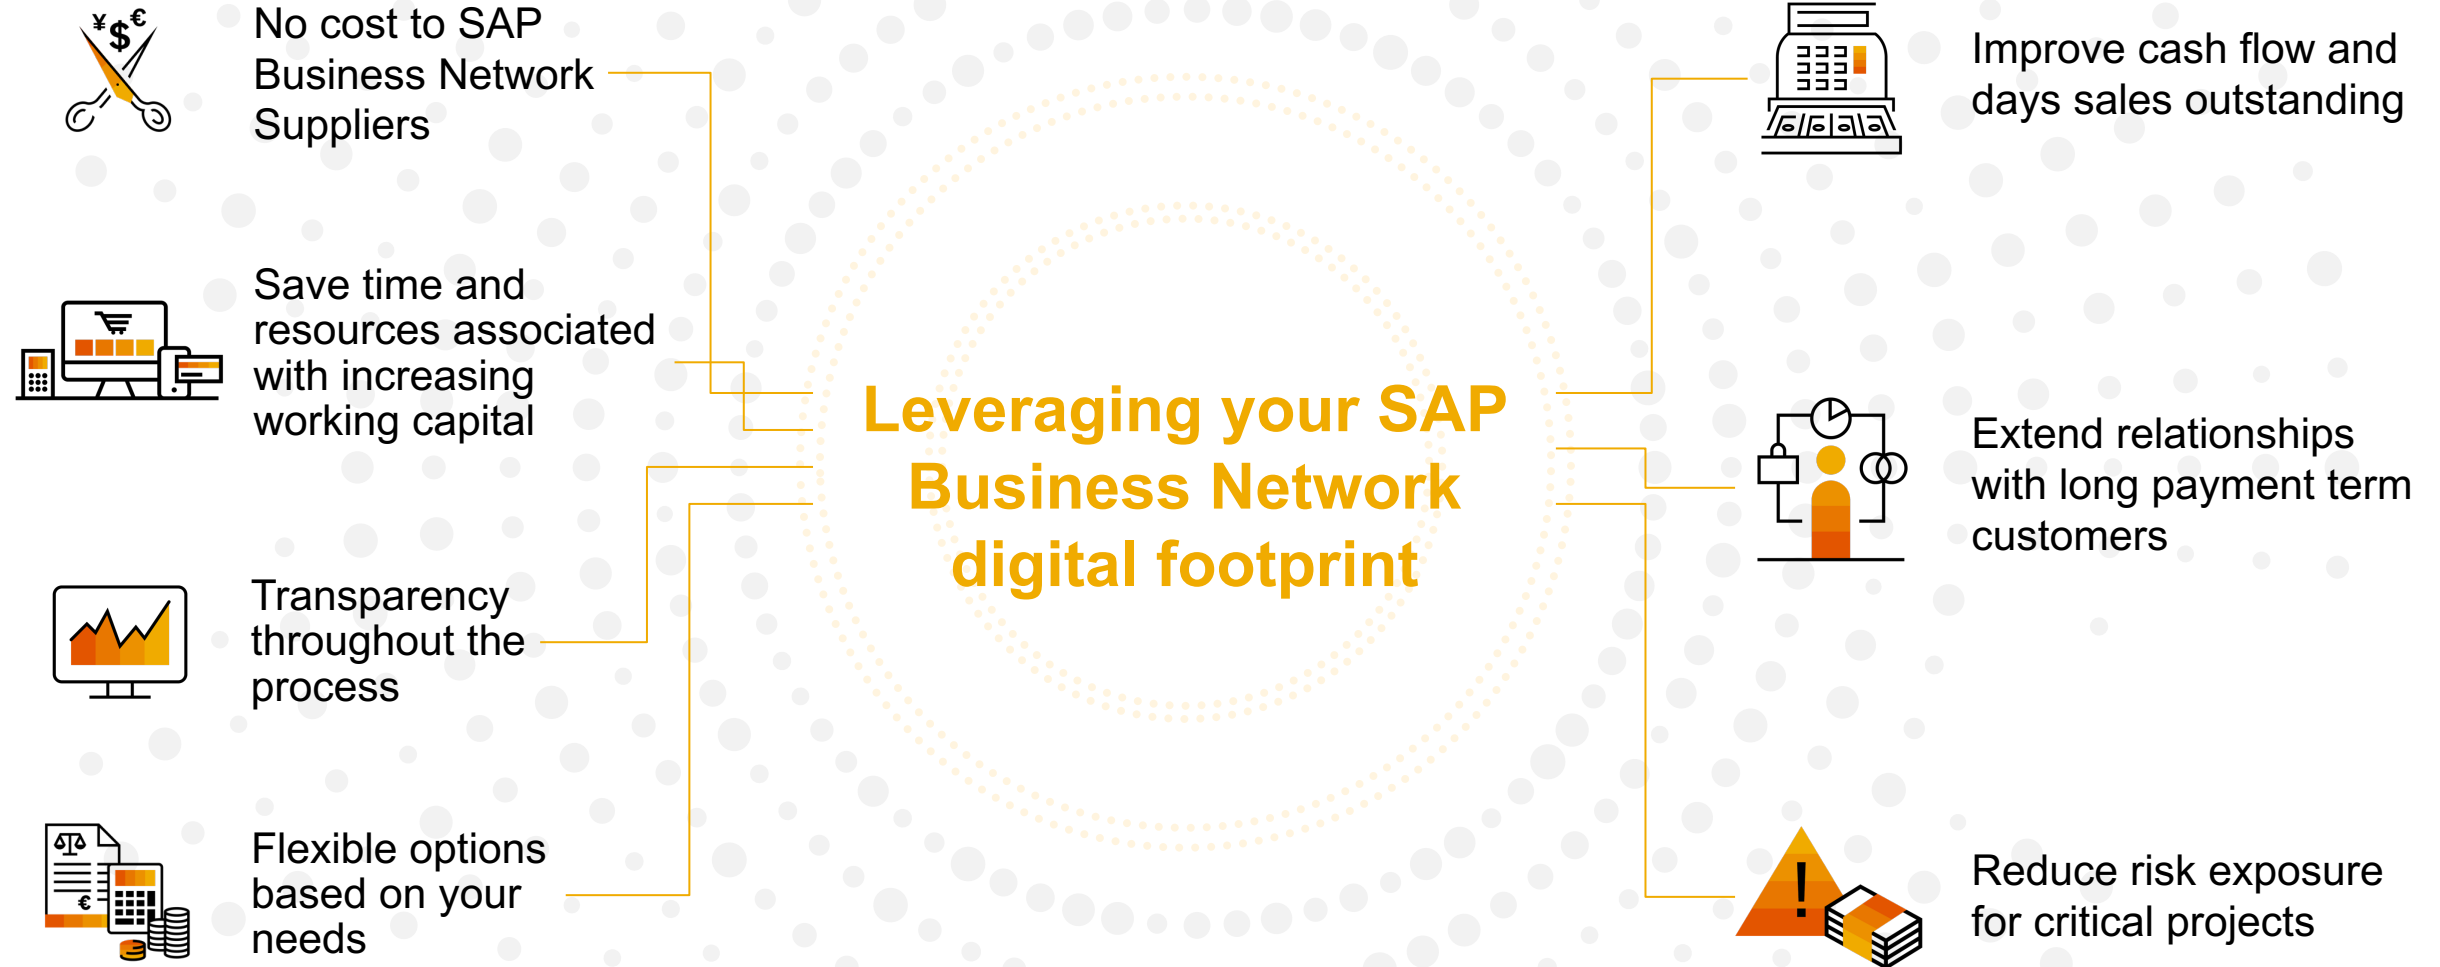 ¥$€
No cost to SAP
Business Network
Suppliers
Save time and
resources associated
with increasing
working capital
Transparency
throughout the
process
€
Flexible options
based on your
needs
Leveraging your SAP
Business Network
digital footprint
Improve cash flow and
days sales outstanding
Extend relationships
with long payment term
customers
!
Reduce risk exposure
for critical projects